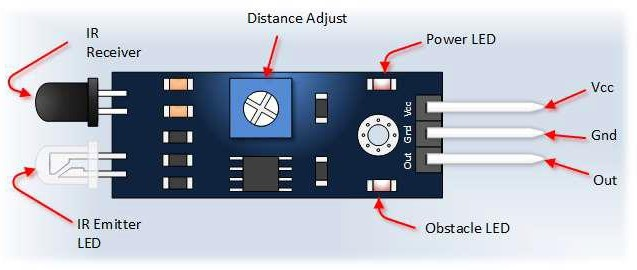 Distance Adjust
IR
Receiver
Power LED
Vcc
Vcc
Gnd
Gnd
Out
Out
IR Emitter
LED
Obstacle LED